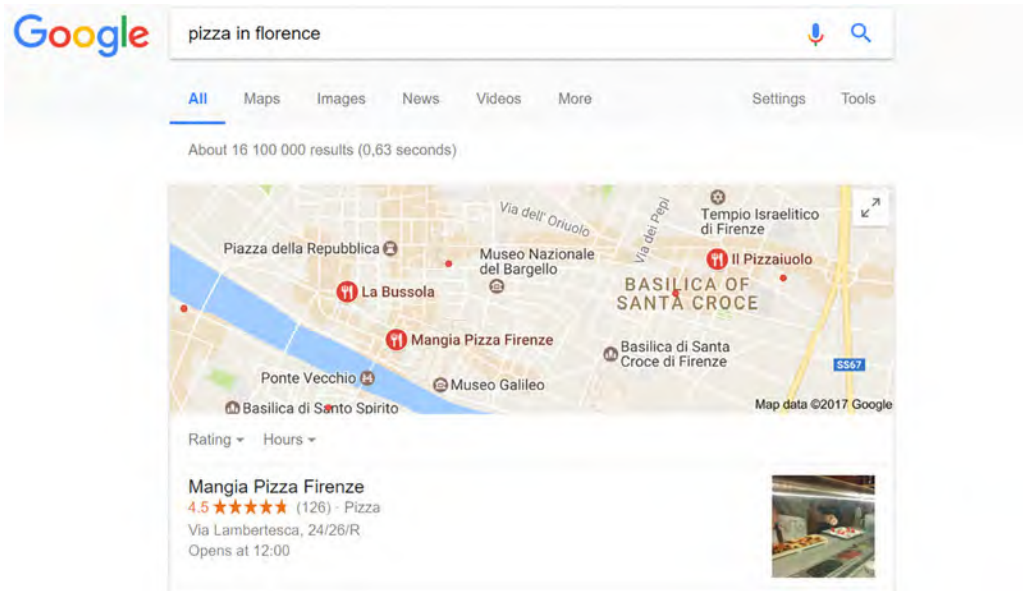 Google
pizza in florence
All Maps Images News Videos More Settings Tools
About 16 100 000 results (0,63 seconds)
Via dell' Oriuolo
Via dei Pepi
Tempio Israelitico
di Firenze
Piazza della Repubblica
Museo Nazionale
del Bargello
Il Pizzaiuolo
BASILICA OF
SANTA CROCE
La Bussola
Mangia Pizza Firenze
Basilica di Santa
Croce di Firenze
SS67
Ponte Vecchio
Museo Galileo
Basilica di Santo Spirito
Map data ©2017 Google
Rating Hours
Mangia Pizza Firenze
4.5 ★★★★★ (126) · Pizza
Via Lambertesca, 24/26/R
Opens at 12:00